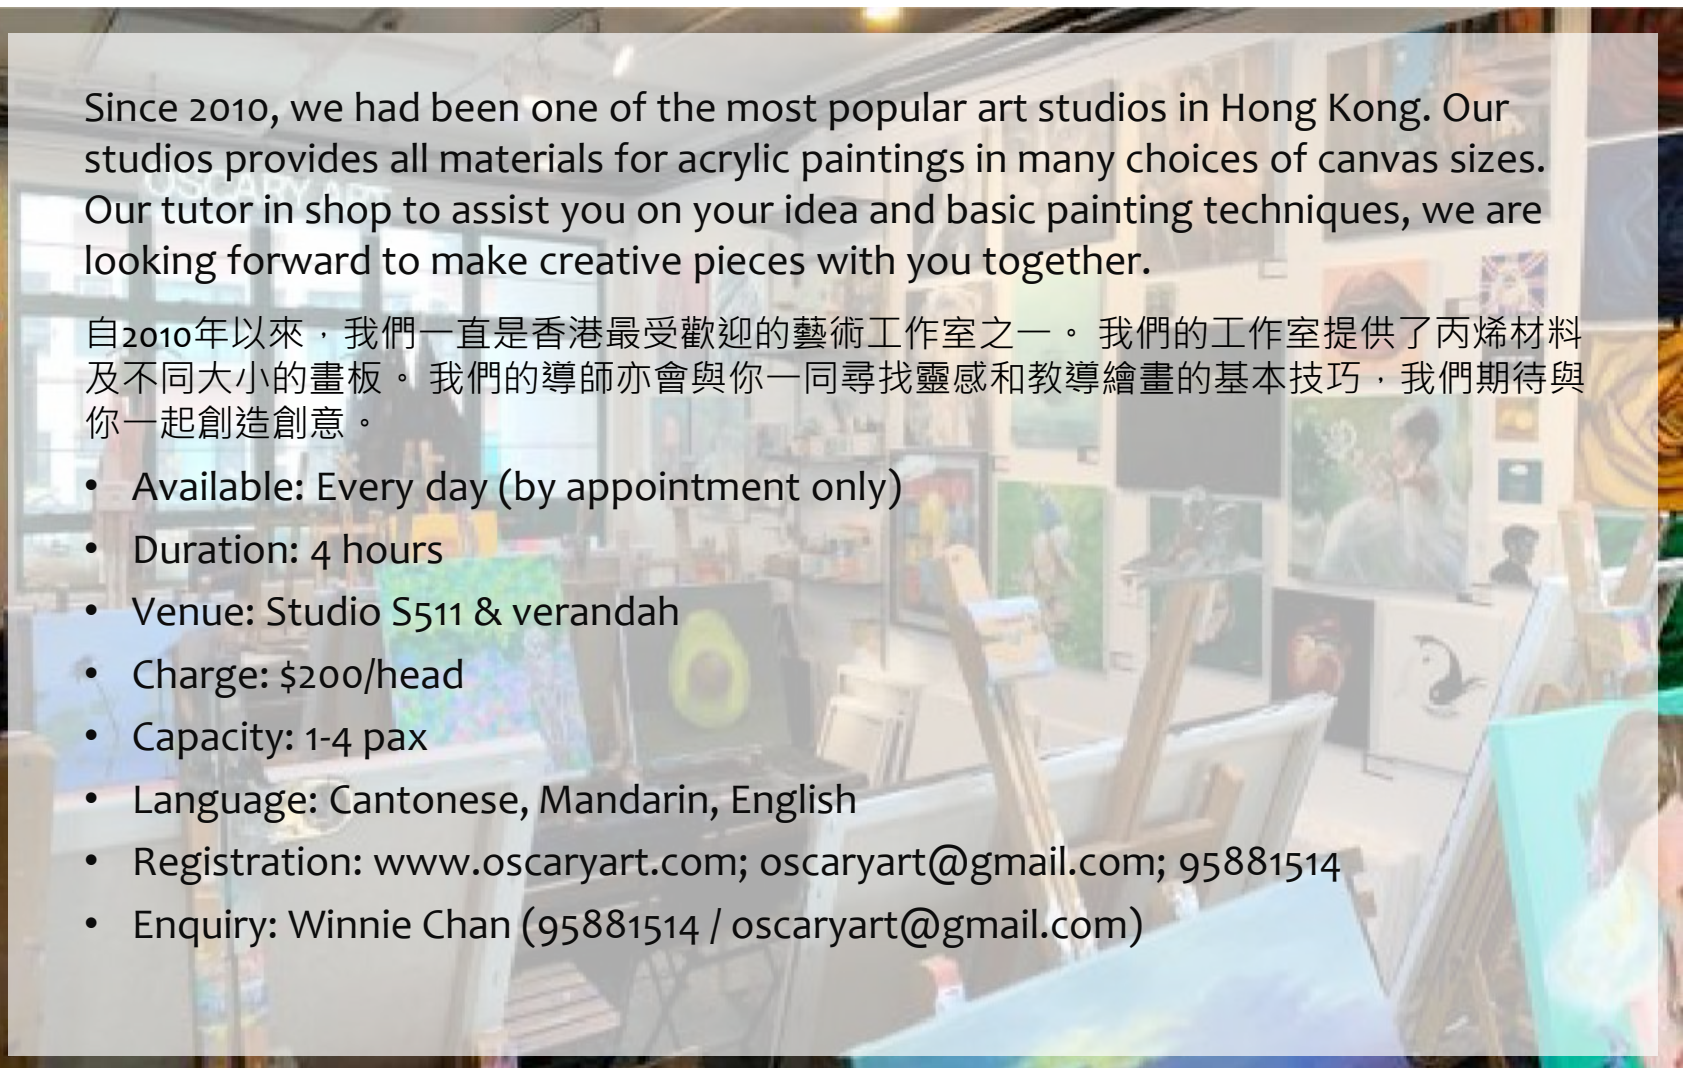 Since 2010, we had been one of the most popular art studios in Hong Kong. Our
studios provides all materials for acrylic paintings in many choices of canvas sizes.
Our tutor in shop to assist you on your idea and basic painting techniques, we are
looking forward to make creative pieces with you together.
自2010年以來，我們一直是香港最受歡迎的藝術工作室之一。 我們的工作室提供了丙烯材料
及不同大小的畫板。 我們的導師亦會與你一同尋找靈感和教導繪畫的基本技巧，我們期待與
你一起創造創意。
• Available: Every day (by appointment only)
• Duration: 4 hours
• Venue: Studio S511 & verandah
• Charge: $200/head
• Capacity: 1-4 pax
• Language: Cantonese, Mandarin, English
• Registration: www.oscaryart.com; oscaryart@gmail.com; 95881514
• Enquiry: Winnie Chan (95881514 / oscaryart@gmail.com)
OSCARY ART